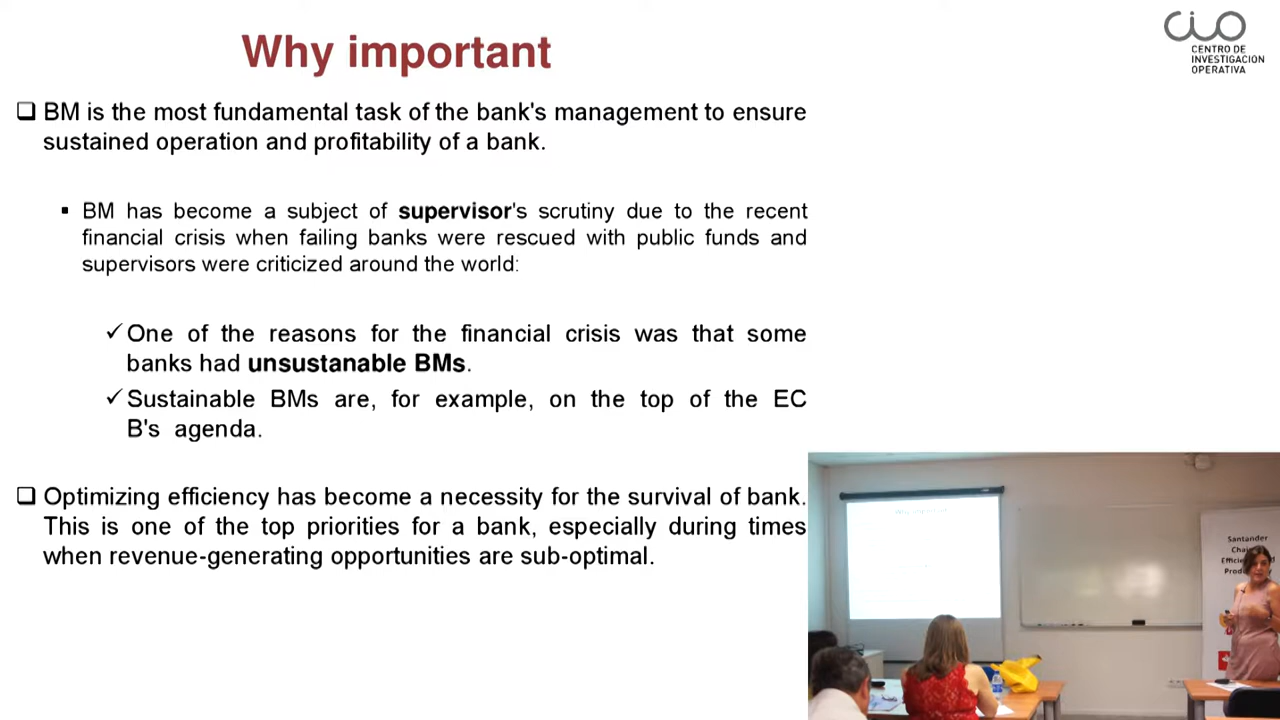 Why important
CENTRO DE
INVESTIGACIÓN
OPERATIVA
❑ BM is the most fundamental task of the bank's management to ensure
sustained operation and profitability of a bank.
▪ BM has become a subject of supervisor's scrutiny due to the recent
financial crisis when failing banks were rescued with public funds and
supervisors were criticized around the world:
✓ One of the reasons for the financial crisis was that some
banks had unsustanable BMs.
✓ Sustainable BMs are, for example, on the top of the EC
B's agenda.
❑ Optimizing efficiency has become a necessity for the survival of bank.
This is one of the top priorities for a bank, especially during times
when revenue-generating opportunities are sub-optimal.
Santander